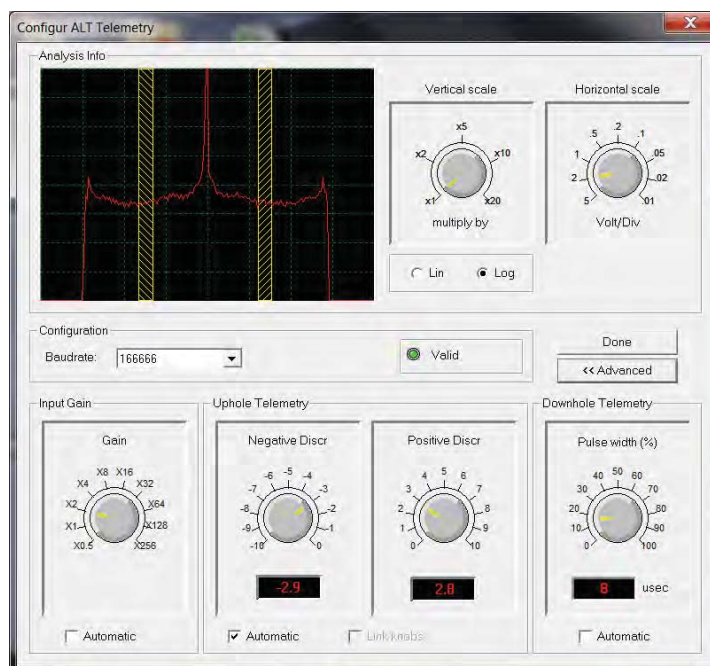 Configur ALT Telemetry
X
Analysis Info
Vertical scale
x1 x2 x5 x10 x20
multiply by
Lin Log
Horizontal scale
5 2 1 .5 .2 .1 .05 .02 .01
Volt/Div
Configuration
Baudrate: 166666
Valid
Done
<< Advanced
Input Gain
Gain
X0.5 X1 X2 X4 X8 X16 X32 X64 X128 X256
Automatic
Uphole Telemetry
Negative Discr
-10 -9 -8 -7 -6 -5 -4 -3 -2 -1 0
-2.9
Automatic
Positive Discr
0 1 2 3 4 5 6 7 8 9 10
2.8
Link knobs
Downhole Telemetry
Pulse width (%)
0 10 20 30 40 50 60 70 80 90 100
8 usec
Automatic